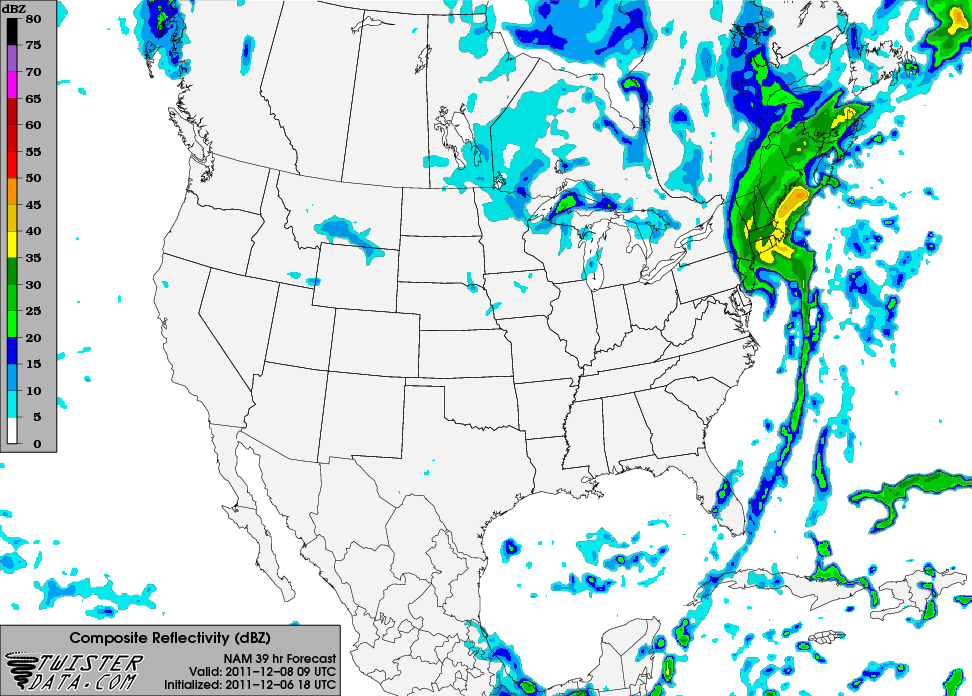 dBZ
80
75
70
65
60
55
50
45
40
35
30
25
20
15
10
5
0
Composite Reflectivity (dBZ)
NAM 39 hr Forecast
Valid: 2011-12-08 09 UTC
Initialized: 2011-12-06 18 UTC
TWISTER
DATA.COM